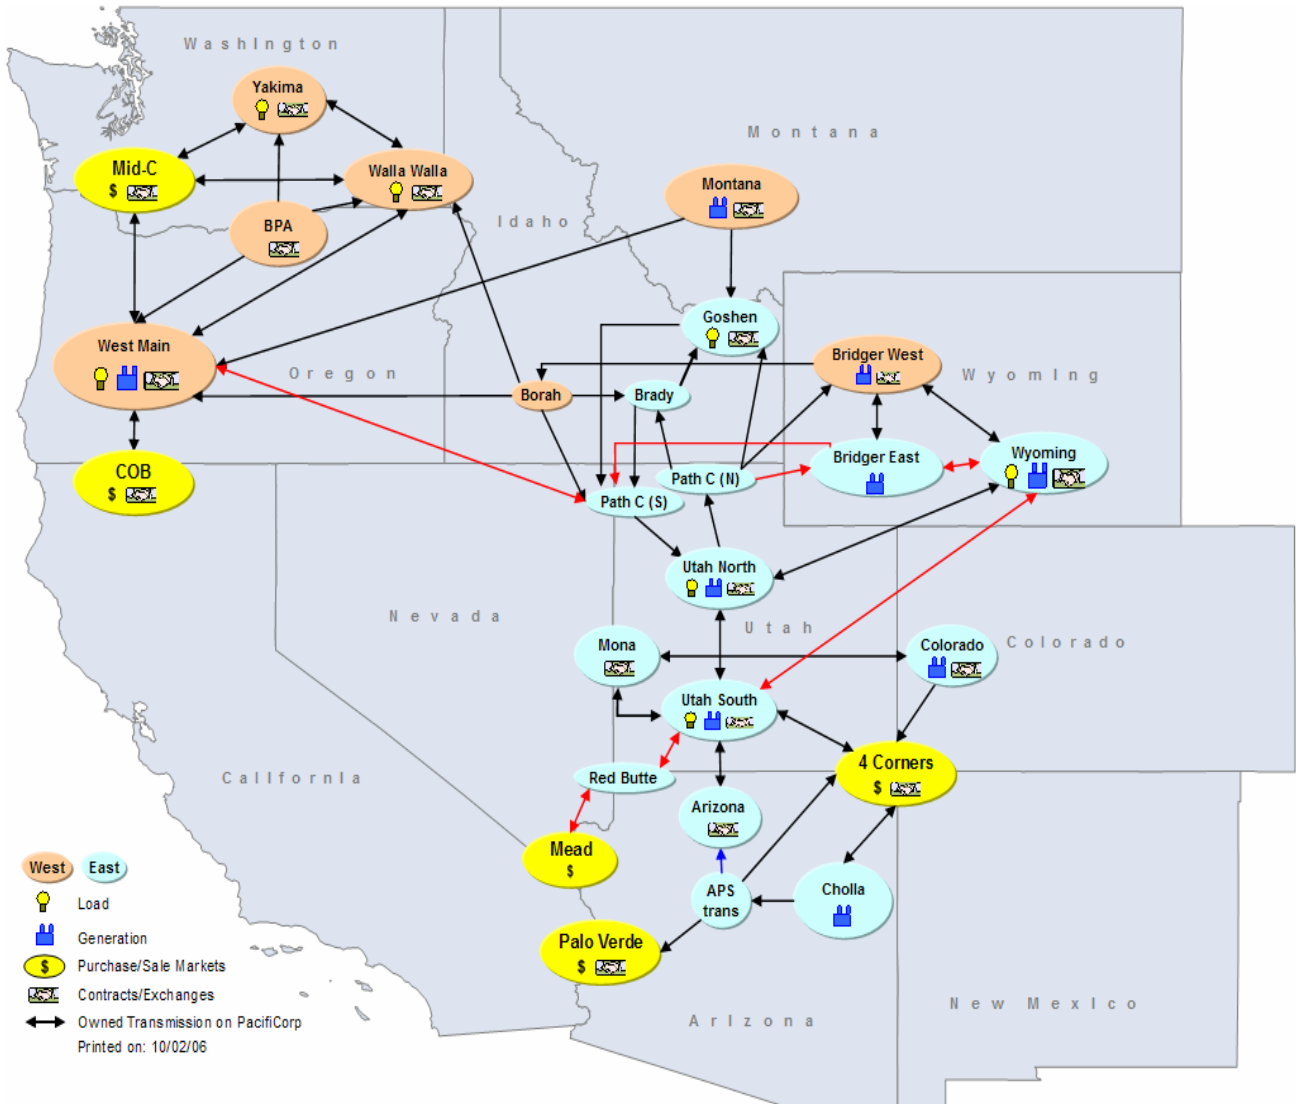 Washington
Yakima
Montana
Mid-C
$
Walla Walla
Montana
BPA
Idaho
Goshen
West Main
Oregon
Bridger West
Wyoming
Borah
Brady
COB
$
Bridger East
Wyoming
Path C (N)
Path C (S)
Utah North
Nevada
Utah
Mona
Colorado
Colorado
Utah South
4 Corners
$
California
Red Butte
Arizona
Mead
$
APS
trans
Cholla
Palo Verde
$
New Mexico
Arizona
West
East
Load
Generation
$
Purchase/Sale Markets
Contracts/Exchanges
Owned Transmission on PacifiCorp
Printed on: 10/02/06